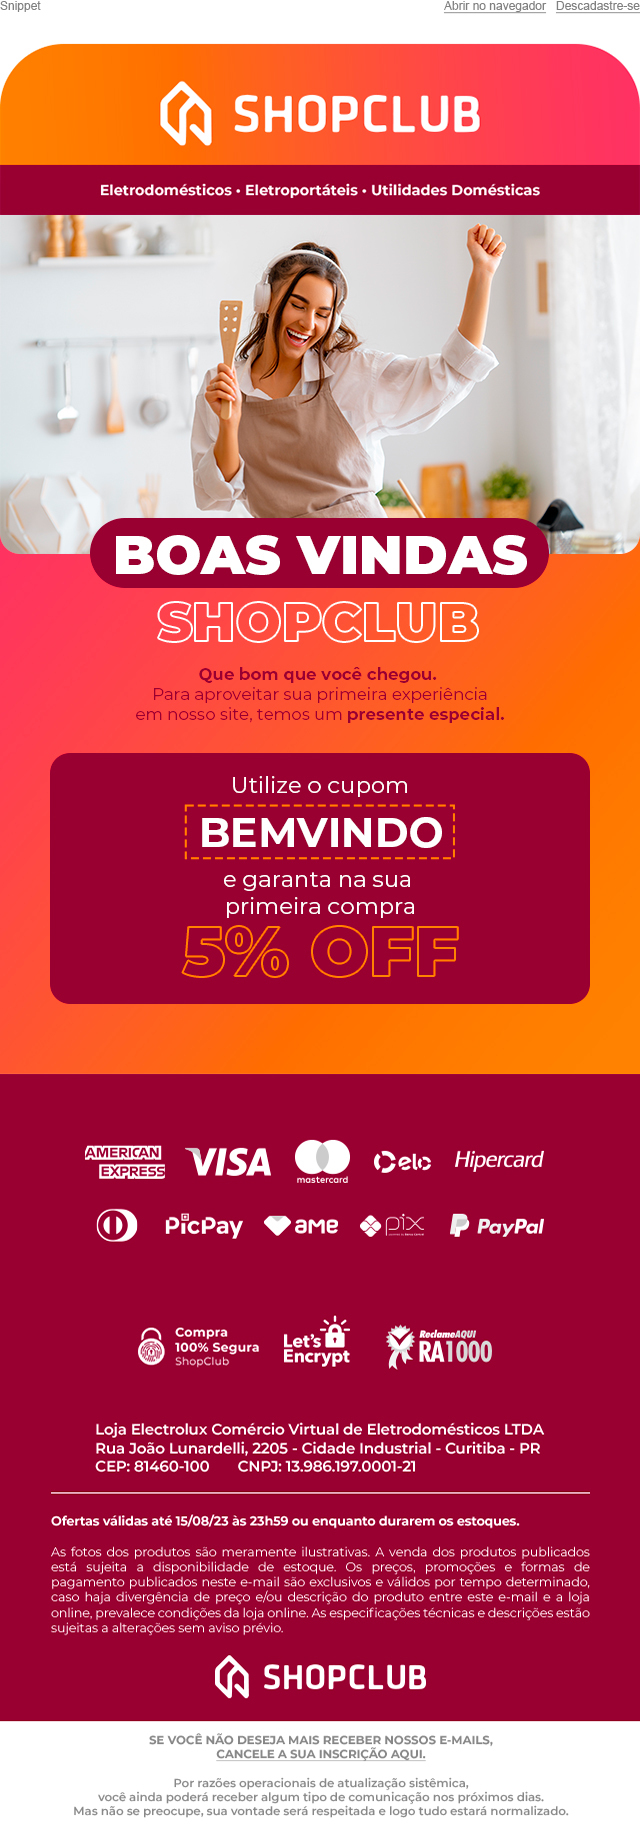 Snippet
Abrir no navegador Descadastre-se
SHOPCLUB
Eletrodomésticos • Eletroportáteis • Utilidades Domésticas
BOAS VINDAS
SHOPCLUB
Que bom que você chegou.
Para aproveitar sua primeira experiência
em nosso site, temos um presente especial.
Utilize o cupom
BEMVINDO
e garanta na sua
primeira compra
5% OFF
AMERICAN EXPRESS
VISA
mastercard
elo
Hipercard
PicPay
ame
pix
PayPal
Compra
100% Segura
ShopClub
Let's
Encrypt
ReclameAQUI
RA1000
Loja Electrolux Comércio Virtual de Eletrodomésticos LTDA
Rua João Lunardelli, 2205 - Cidade Industrial - Curitiba - PR
CEP: 81460-100 CNPJ: 13.986.197.0001-21
Ofertas válidas até 15/08/23 às 23h59 ou enquanto durarem os estoques.
As fotos dos produtos são meramente ilustrativas. A venda dos produtos publicados
está sujeita a disponibilidade de estoque. Os preços, promoções e formas de
pagamento publicados neste e-mail são exclusivos e válidos por tempo determinado,
caso haja divergência de preço e/ou descrição do produto entre este e-mail e a loja
online, prevalece condições da loja online. As especificações técnicas e descrições estão
sujeitas a alterações sem aviso prévio.
SHOPCLUB
SE VOCÊ NÃO DESEJA MAIS RECEBER NOSSOS E-MAILS,
CANCELE A SUA INSCRIÇÃO AQUI.
Por razões operacionais de atualização sistêmica,
você ainda poderá receber algum tipo de comunicação nos próximos dias.
Mas não se preocupe, sua vontade será respeitada e logo tudo estará normalizado.